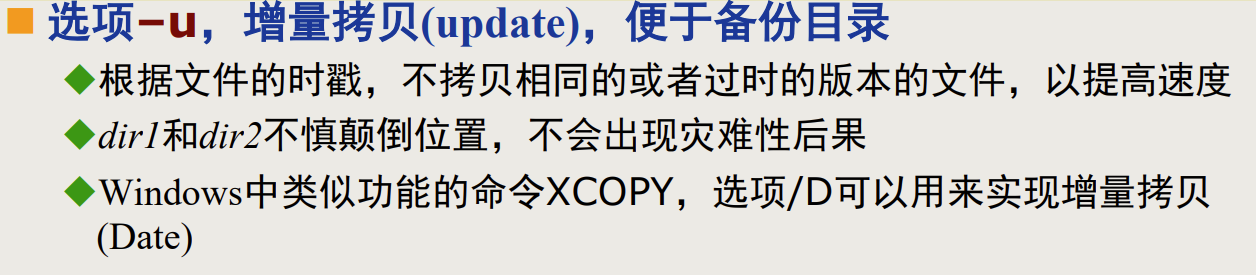 选项–u，增量拷贝(update)，便于备份目录
根据文件的时戳，不拷贝相同的或者过时的版本的文件，以提高速度
dir1和dir2不慎颠倒位置，不会出现灾难性后果
Windows中类似功能的命令XCOPY，选项/D可以用来实现增量拷贝
(Date)